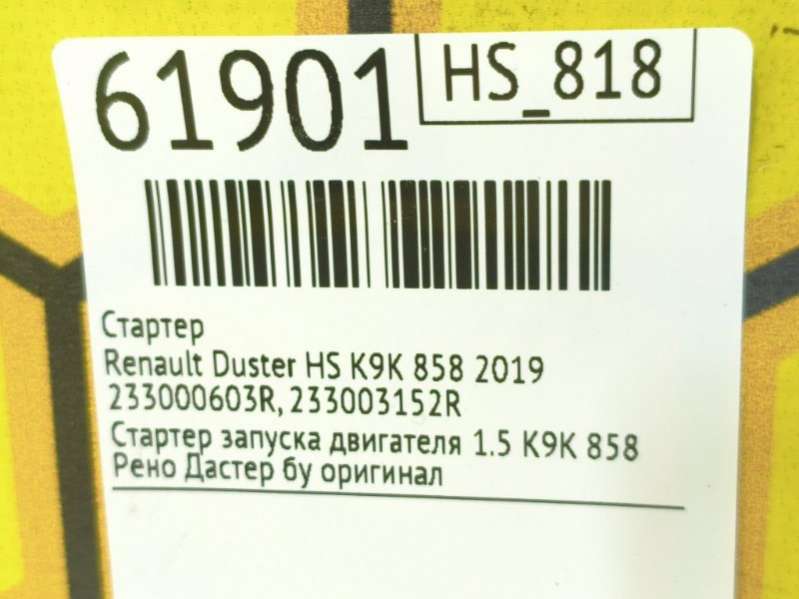 61901 HS_818
Стартер
Renault Duster HS K9K 858 2019
233000603R, 233003152R
Стартер запуска двигателя 1.5 K9K 858
Рено Дастер бу оригинал